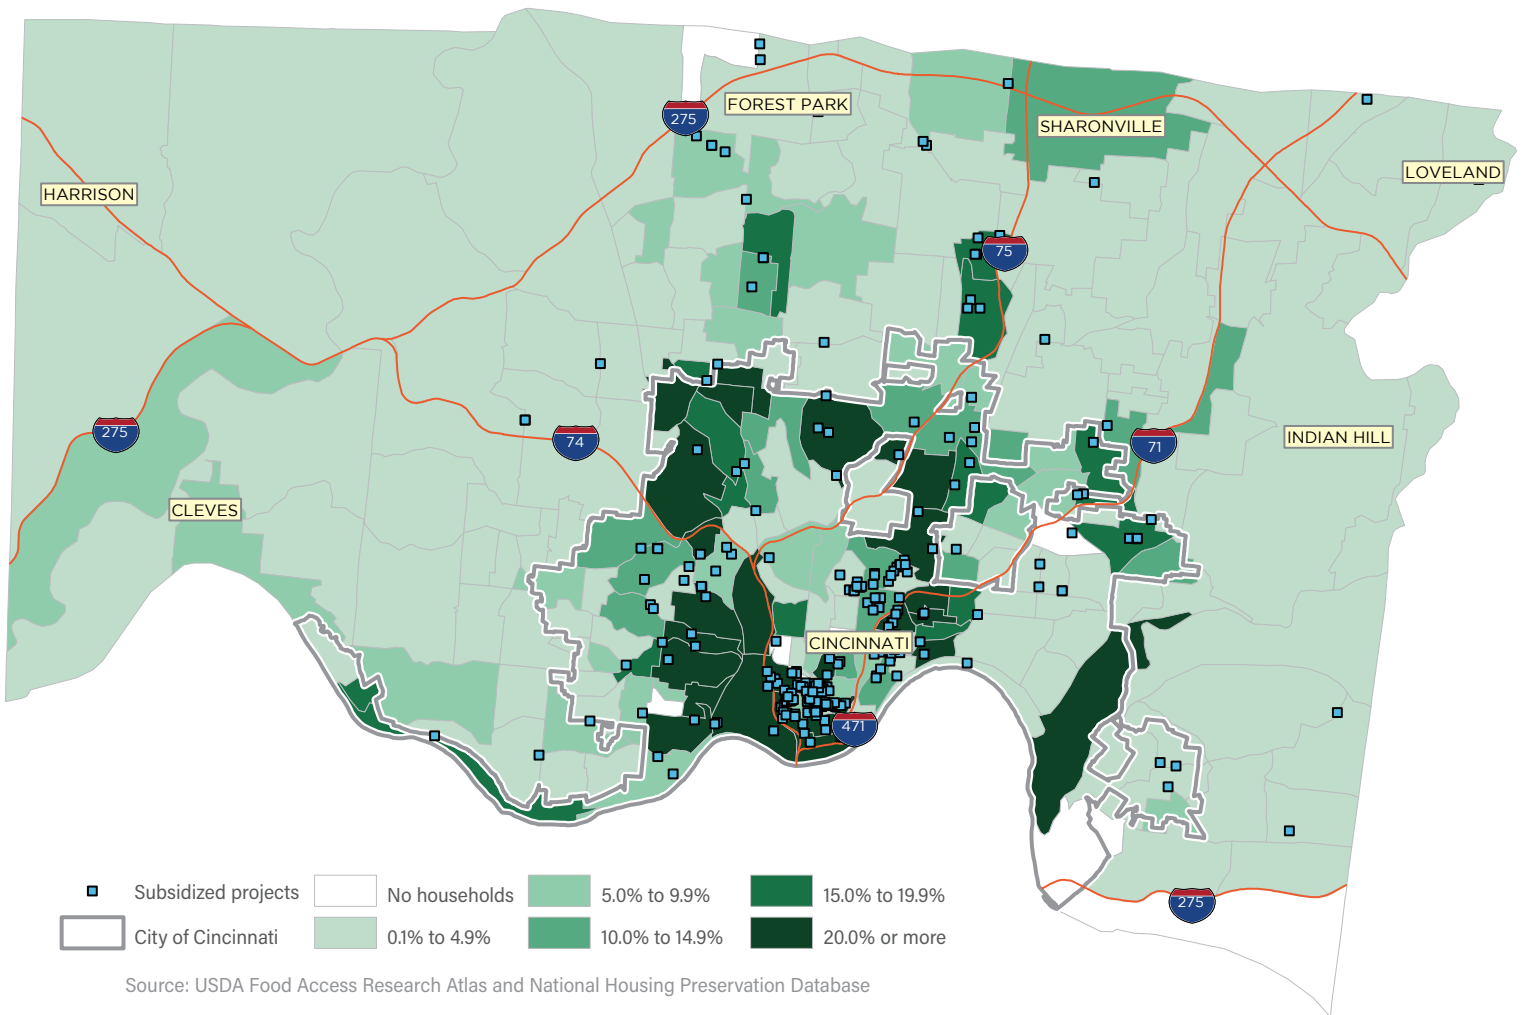 FOREST PARK
275
SHARONVILLE
LOVELAND
HARRISON
75
275
74
71
INDIAN HILL
CLEVES
CINCINNATI
471
Subsidized projects
No households
5.0% to 9.9%
15.0% to 19.9%
City of Cincinnati
0.1% to 4.9%
10.0% to 14.9%
20.0% or more
275
Source: USDA Food Access Research Atlas and National Housing Preservation Database